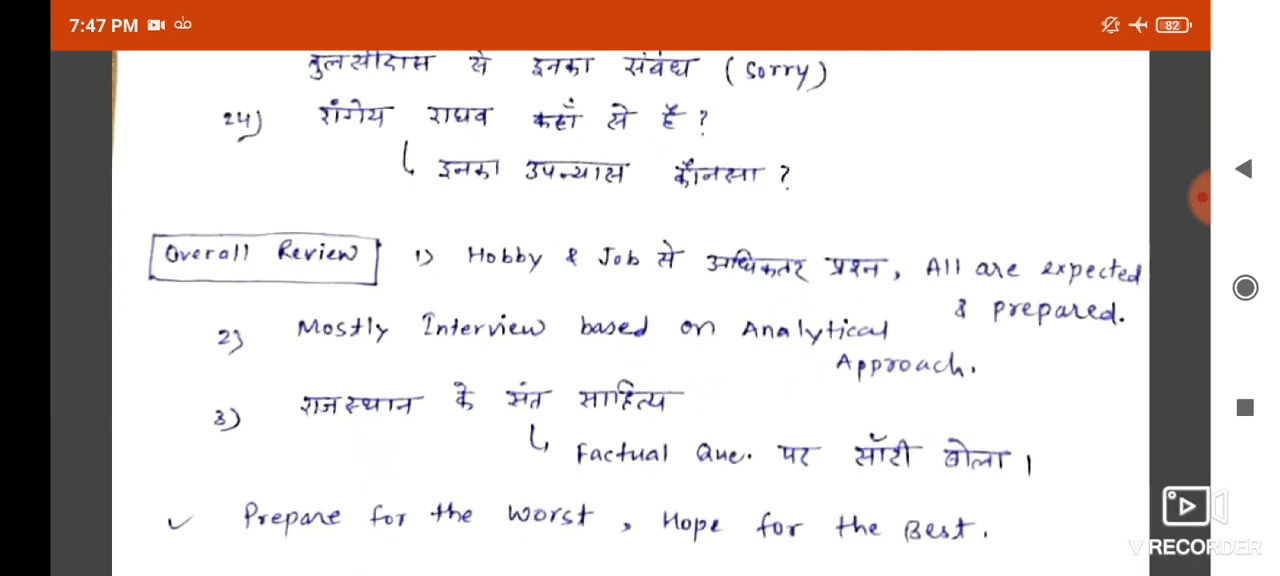 7:47 PM
82
तुलसीदास से इनका संबंध (Sorry)
24) रांगेय राघव कहाँ से हैं ?
इनका उपन्यास कौनसा ?
Overall Review 1) Hobby & Job से अधिकतर प्रश्न, All are expected
& prepared.
2) Mostly Interview based on Analytical
Approach.
3) राजस्थान के संत साहित्य
Factual Que. पर सॉरी बोला ।
Prepare for the worst, Hope for the Best.
V RECORDER